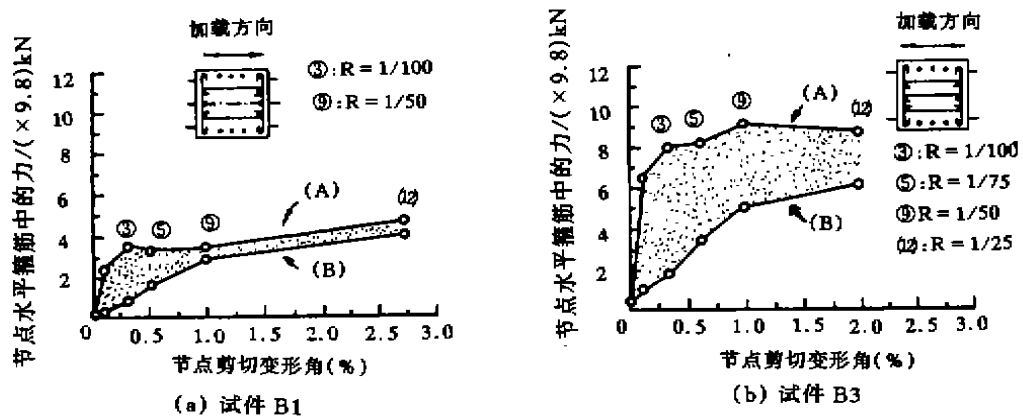 加载方向
③:R=1/100
⑨:R=1/50
节点水平箍筋中的力/(×9.8)kN
12
10
8
6
4
2
0
0.5
1.0
1.5
2.0
2.5
3.0
③
⑤
⑨
⑿
(A)
(B)
节点剪切变形角(%)
(a) 试件 B1
加载方向
③:R=1/100
⑤:R=1/75
⑨R=1/50
⑿:R=1/25
节点水平箍筋中的力/(×9.8)kN
12
10
8
6
4
2
0
0.5
1.0
1.5
2.0
2.5
3.0
③
⑤
⑨
⑿
(A)
(B)
节点剪切变形角(%)
(b) 试件 B3